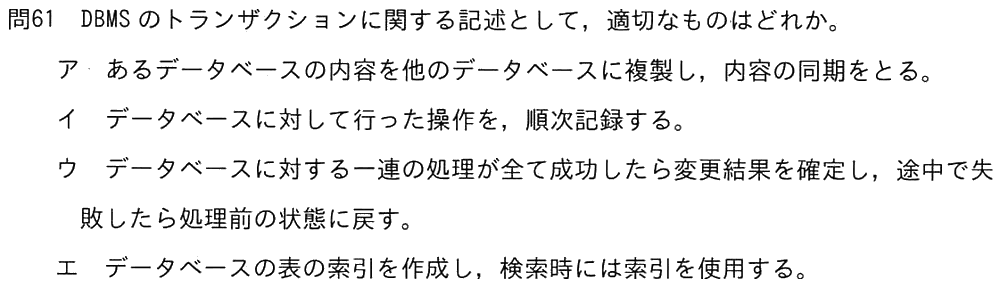 問61　DBMS のトランザクションに関する記述として，適切なものはどれか。
ア　あるデータベースの内容を他のデータベースに複製し，内容の同期をとる。
イ　データベースに対して行った操作を，順次記録する。
ウ　データベースに対する一連の処理が全て成功したら変更結果を確定し，途中で失
敗したら処理前の状態に戻す。
エ　データベースの表の索引を作成し，検索時には索引を使用する。